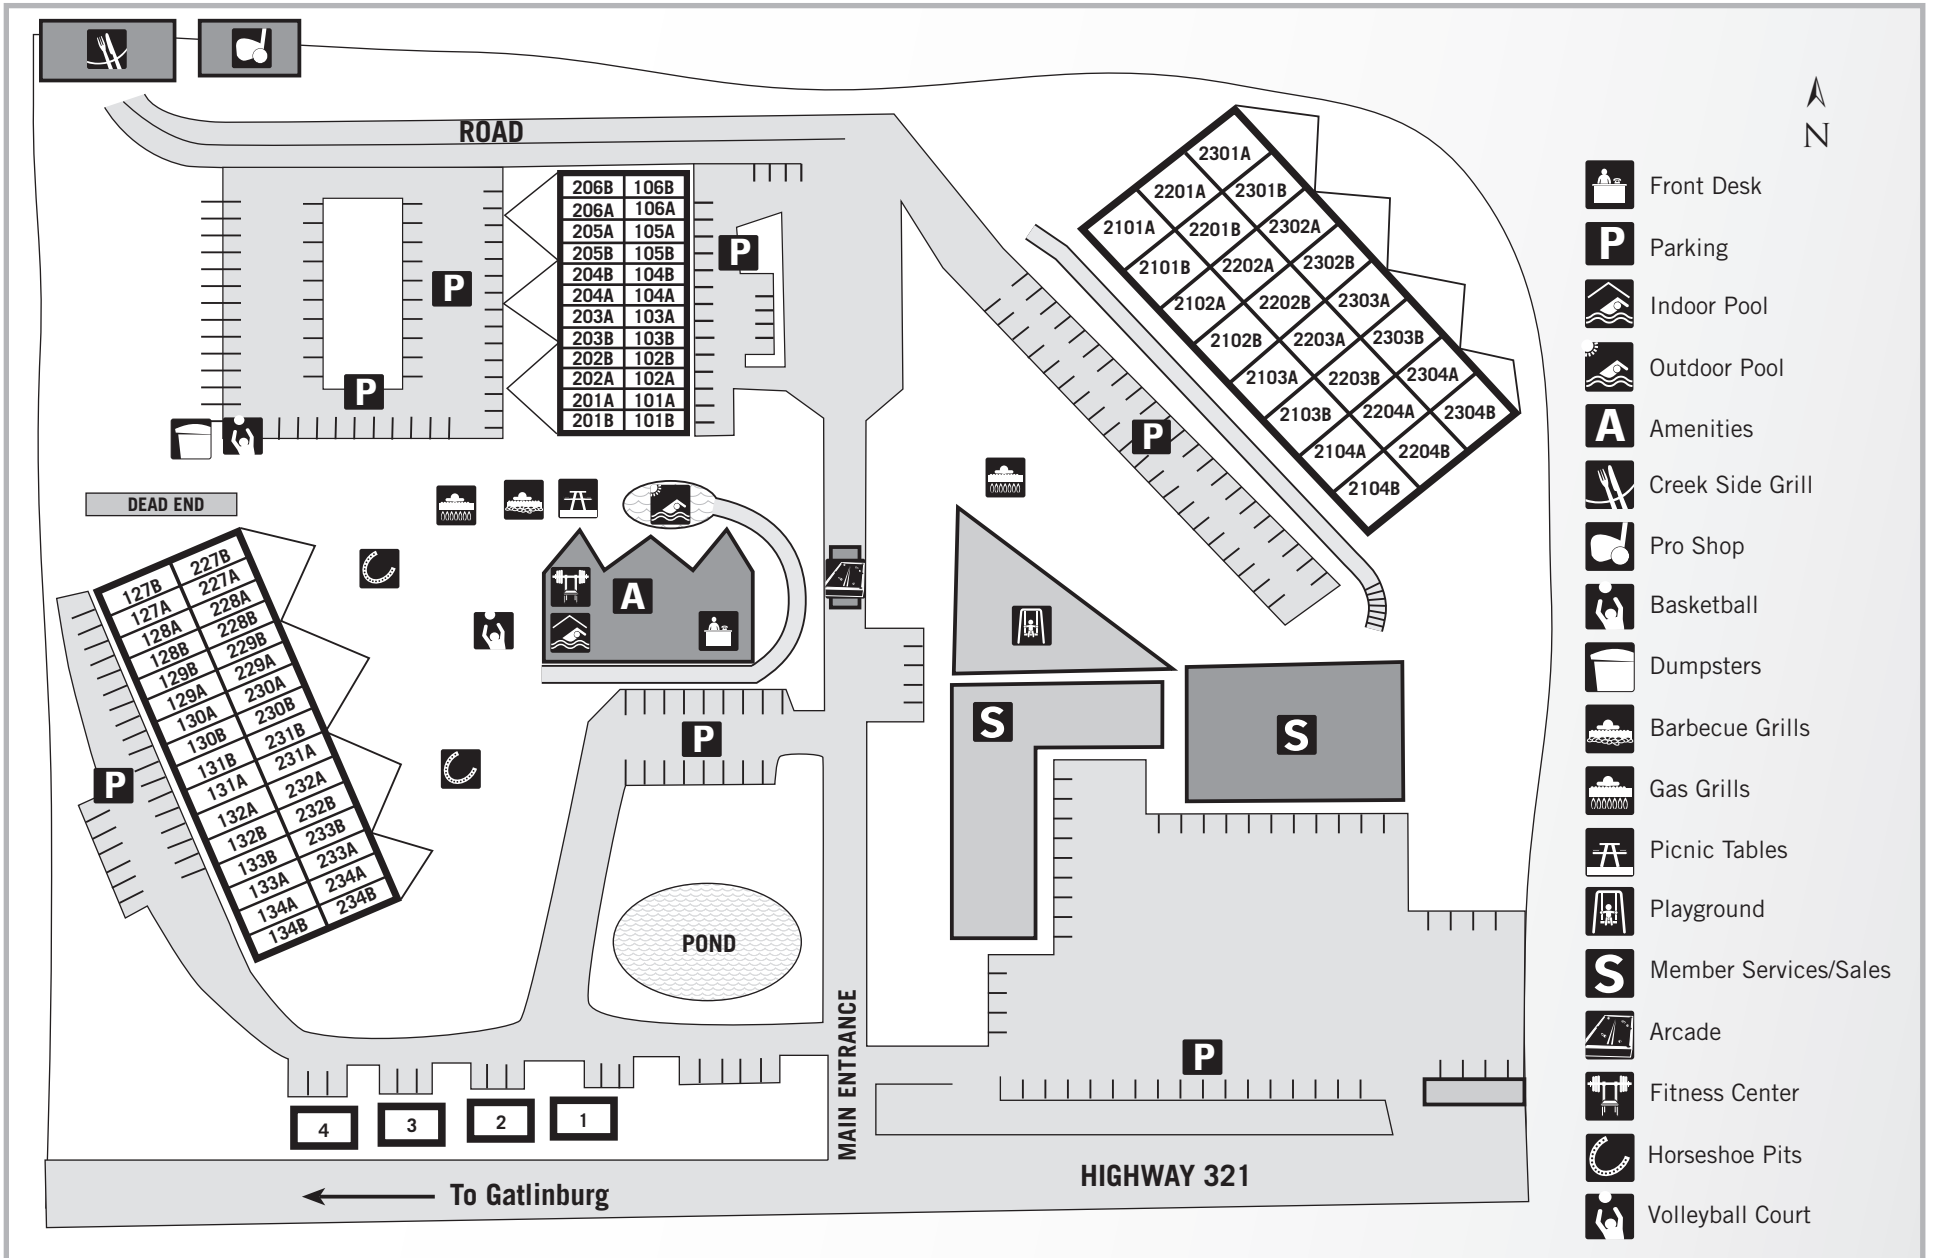 ROAD
N
206B 106B
206A 106A
205A 105A
205B 105B
204B 104B
204A 104A
203A 103A
203B 103B
202B 102B
202A 102A
201A 101A
201B 101B
P
P
P
2301A
2201A 2301B
2101A 2201B 2302A
2101B 2202A 2302B
2102A 2202B 2303A
2102B 2203A 2303B
2103A 2203B 2304A
2103B 2204A 2304B
2104A 2204B
2104B
P
DEAD END
127B 227B
127A 227A
128A 228A
128B 228B
129B 229B
129A 229A
130A 230A
130B 230B
131B 231B
131A 231A
132A 232A
132B 232B
133B 233B
133A 233A
134A 234A
134B 234B
P
A
P
S
S
POND
MAIN ENTRANCE
P
4
3
2
1
HIGHWAY 321
To Gatlinburg
Front Desk
P Parking
Indoor Pool
Outdoor Pool
A Amenities
Creek Side Grill
Pro Shop
Basketball
Dumpsters
Barbecue Grills
Gas Grills
Picnic Tables
Playground
S Member Services/Sales
Arcade
Fitness Center
Horseshoe Pits
Volleyball Court